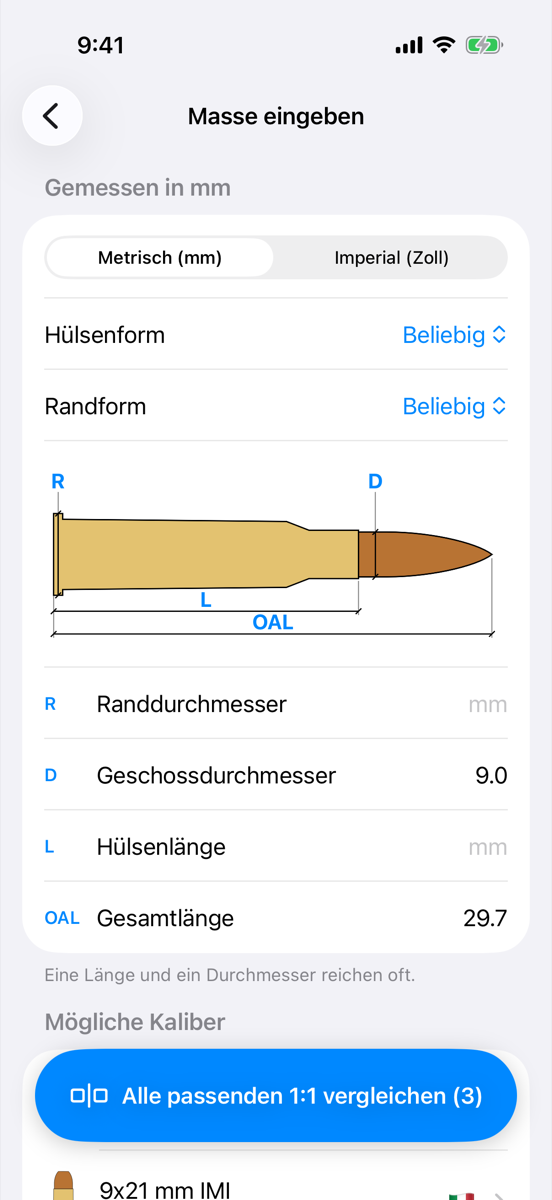 9:41
Masse eingeben
Gemessen in mm
Metrisch (mm) Imperial (Zoll)
Hülsenform Beliebig
Randform Beliebig
R D
L
OAL
R Randdurchmesser mm
D Geschossdurchmesser 9.0
L Hülsenlänge mm
OAL Gesamtlänge 29.7
Eine Länge und ein Durchmesser reichen oft.
Mögliche Kaliber
Alle passenden 1:1 vergleichen (3)
9x21 mm IMI